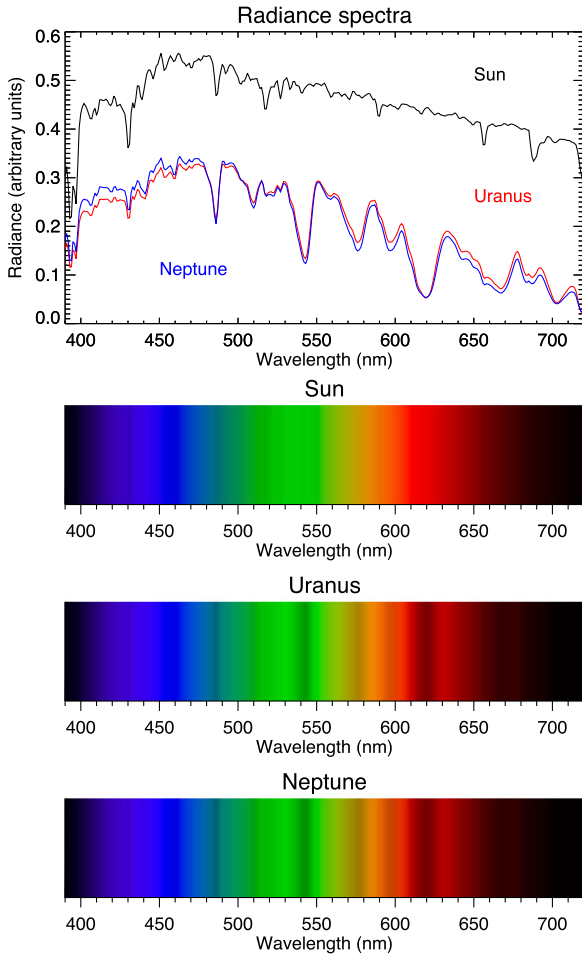 Radiance spectra
0.6
0.5
0.4
0.3
0.2
0.1
0.0
Radiance (arbitrary units)
Sun
Uranus
Neptune
400 450 500 550 600 650 700
Wavelength (nm)
Sun
400 450 500 550 600 650 700
Wavelength (nm)
Uranus
400 450 500 550 600 650 700
Wavelength (nm)
Neptune
400 450 500 550 600 650 700
Wavelength (nm)